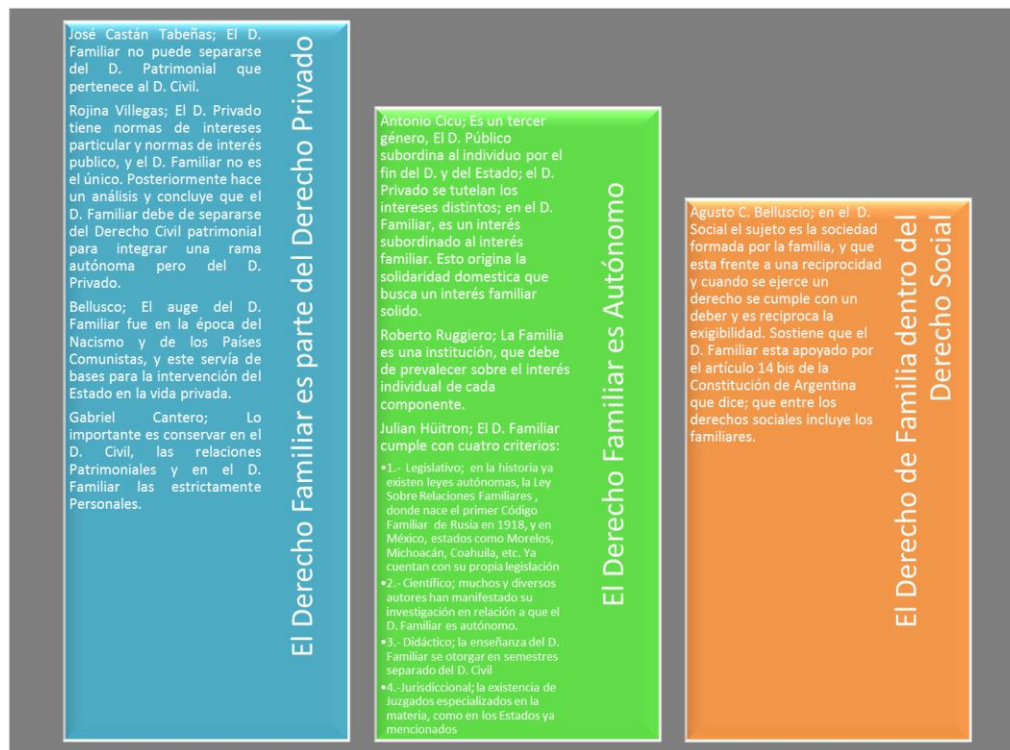 José Castán Tabeñas; El D.
Familiar no puede separarse
del D. Patrimonial que
pertenece al D. Civil.
Rojina Villegas; El D. Privado
tiene normas de intereses
particular y normas de interés
publico, y el D. Familiar no es
el único. Posteriormente hace
un análisis y concluye que el
D. Familiar debe de separarse
del Derecho Civil patrimonial
para integrar una rama
autónoma pero del D.
Privado.
Bellusco; El auge del D.
Familiar fue en la época del
Nacismo y de los Países
Comunistas, y este servía de
bases para la intervención del
Estado en la vida privada.
Gabriel Cantero; Lo
importante es conservar en el
D. Civil, las relaciones
Patrimoniales y en el D.
Familiar las estrictamente
Personales.
El Derecho Familiar es parte del Derecho Privado
Antonio Cicu; Es un tercer
género, El D. Público
subordina al individuo por el
fin del D. y del Estado; el D.
Privado se tutelan los
intereses distintos; en el D.
Familiar, es un interés
subordinado al interés
familiar. Esto origina la
solidaridad domestica que
busca un interés familiar
solido.
Roberto Ruggiero; La Familia
es una institución, que debe
de prevalecer sobre el interés
individual de cada
componente.
Julian Hüitron; El D. Familiar
cumple con cuatro criterios:
•1.- Legislativo; en la historia ya
existen leyes autónomas, la Ley
Sobre Relaciones Familiares ,
donde nace el primer Código
Familiar de Rusia en 1918, y en
México, estados como Morelos,
Michoacán, Coahuila, etc. Ya
cuentan con su propia legislación
•2.- Científico; muchos y diversos
autores han manifestado su
investigación en relación a que el
D. Familiar es autónomo.
•3.- Didáctico; la enseñanza del D.
Familiar se otorgar en semestres
separado del D. Civil
•4.-Jurisdiccional; la existencia de
Juzgados especializados en la
materia, como en los Estados ya
mencionados
El Derecho Familiar es Autónomo
Agusto C. Belluscio; en el D.
Social el sujeto es la sociedad
formada por la familia, y que
esta frente a una reciprocidad
y cuando se ejerce un
derecho se cumple con un
deber y es reciproca la
exigibilidad. Sostiene que el
D. Familiar esta apoyado por
el artículo 14 bis de la
Constitución de Argentina
que dice; que entre los
derechos sociales incluye los
familiares.
El Derecho de Familia dentro del
Derecho Social